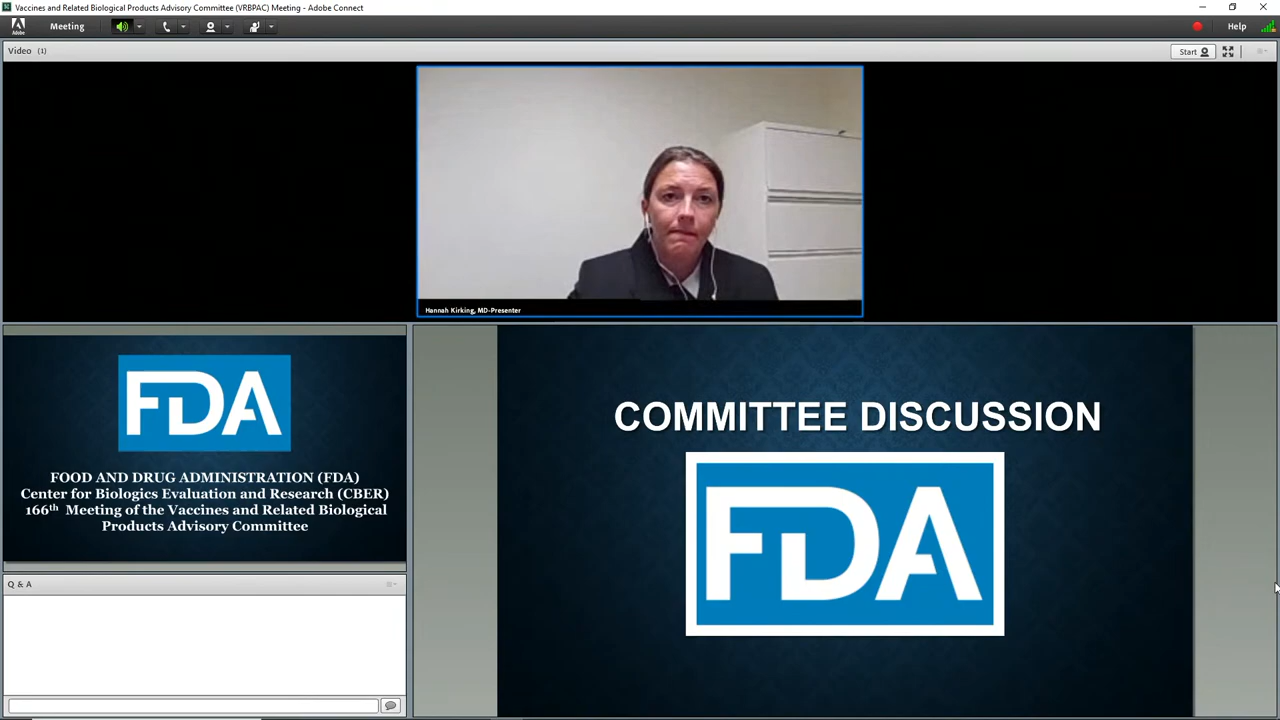 Vaccines and Related Biological Products Advisory Committee (VRBPAC) Meeting - Adobe Connect
Adobe
Meeting
Help
Video (1)
Start
Hannah Kirking, MD-Presenter
FDA
FOOD AND DRUG ADMINISTRATION (FDA)
Center for Biologics Evaluation and Research (CBER)
166th Meeting of the Vaccines and Related Biological
Products Advisory Committee
COMMITTEE DISCUSSION
FDA
Q & A